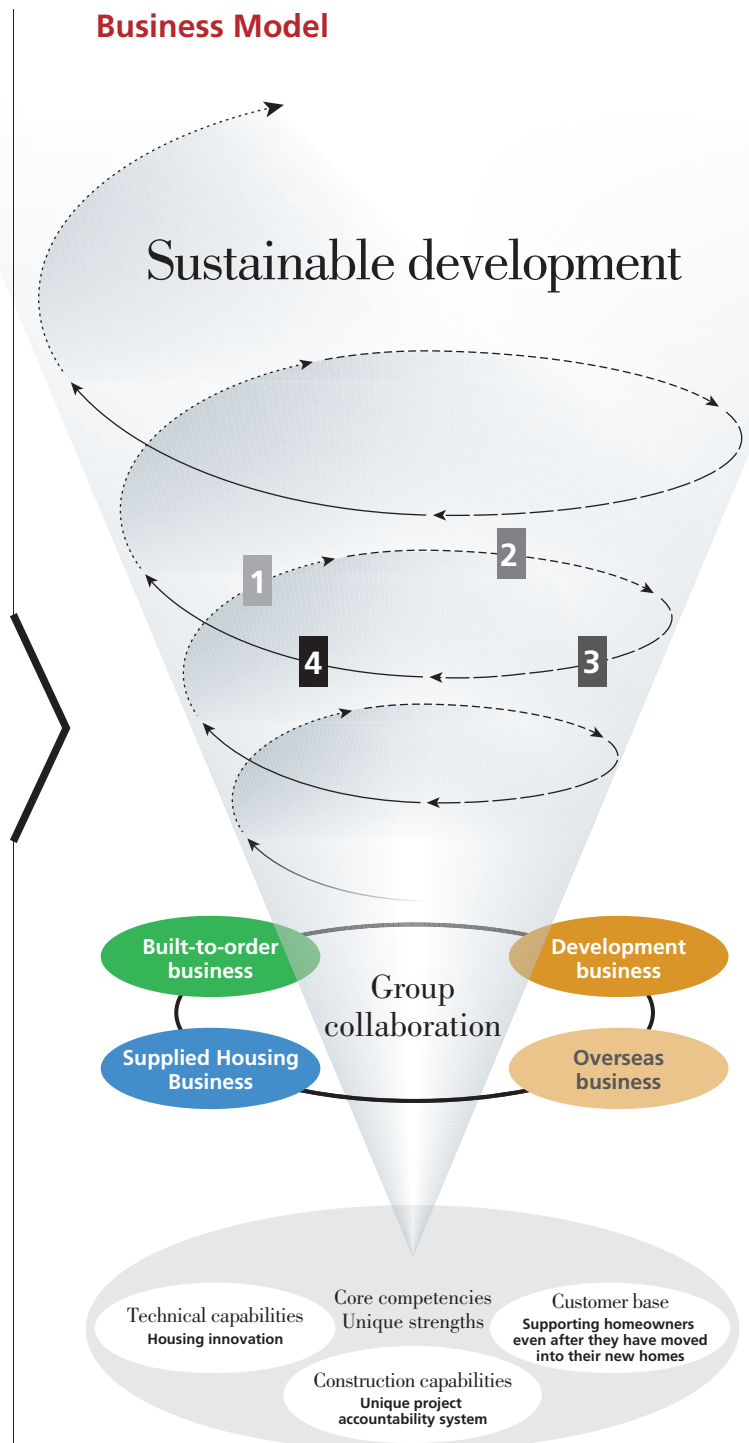 Business Model
Sustainable development
1
2
4
3
Built-to-order
business
Development
business
Group
collaboration
Supplied Housing
Business
Overseas
business
Core competencies
Unique strengths
Technical capabilities
Housing innovation
Customer base
Supporting homeowners
even after they have moved
into their new homes
Construction capabilities
Unique project
accountability system